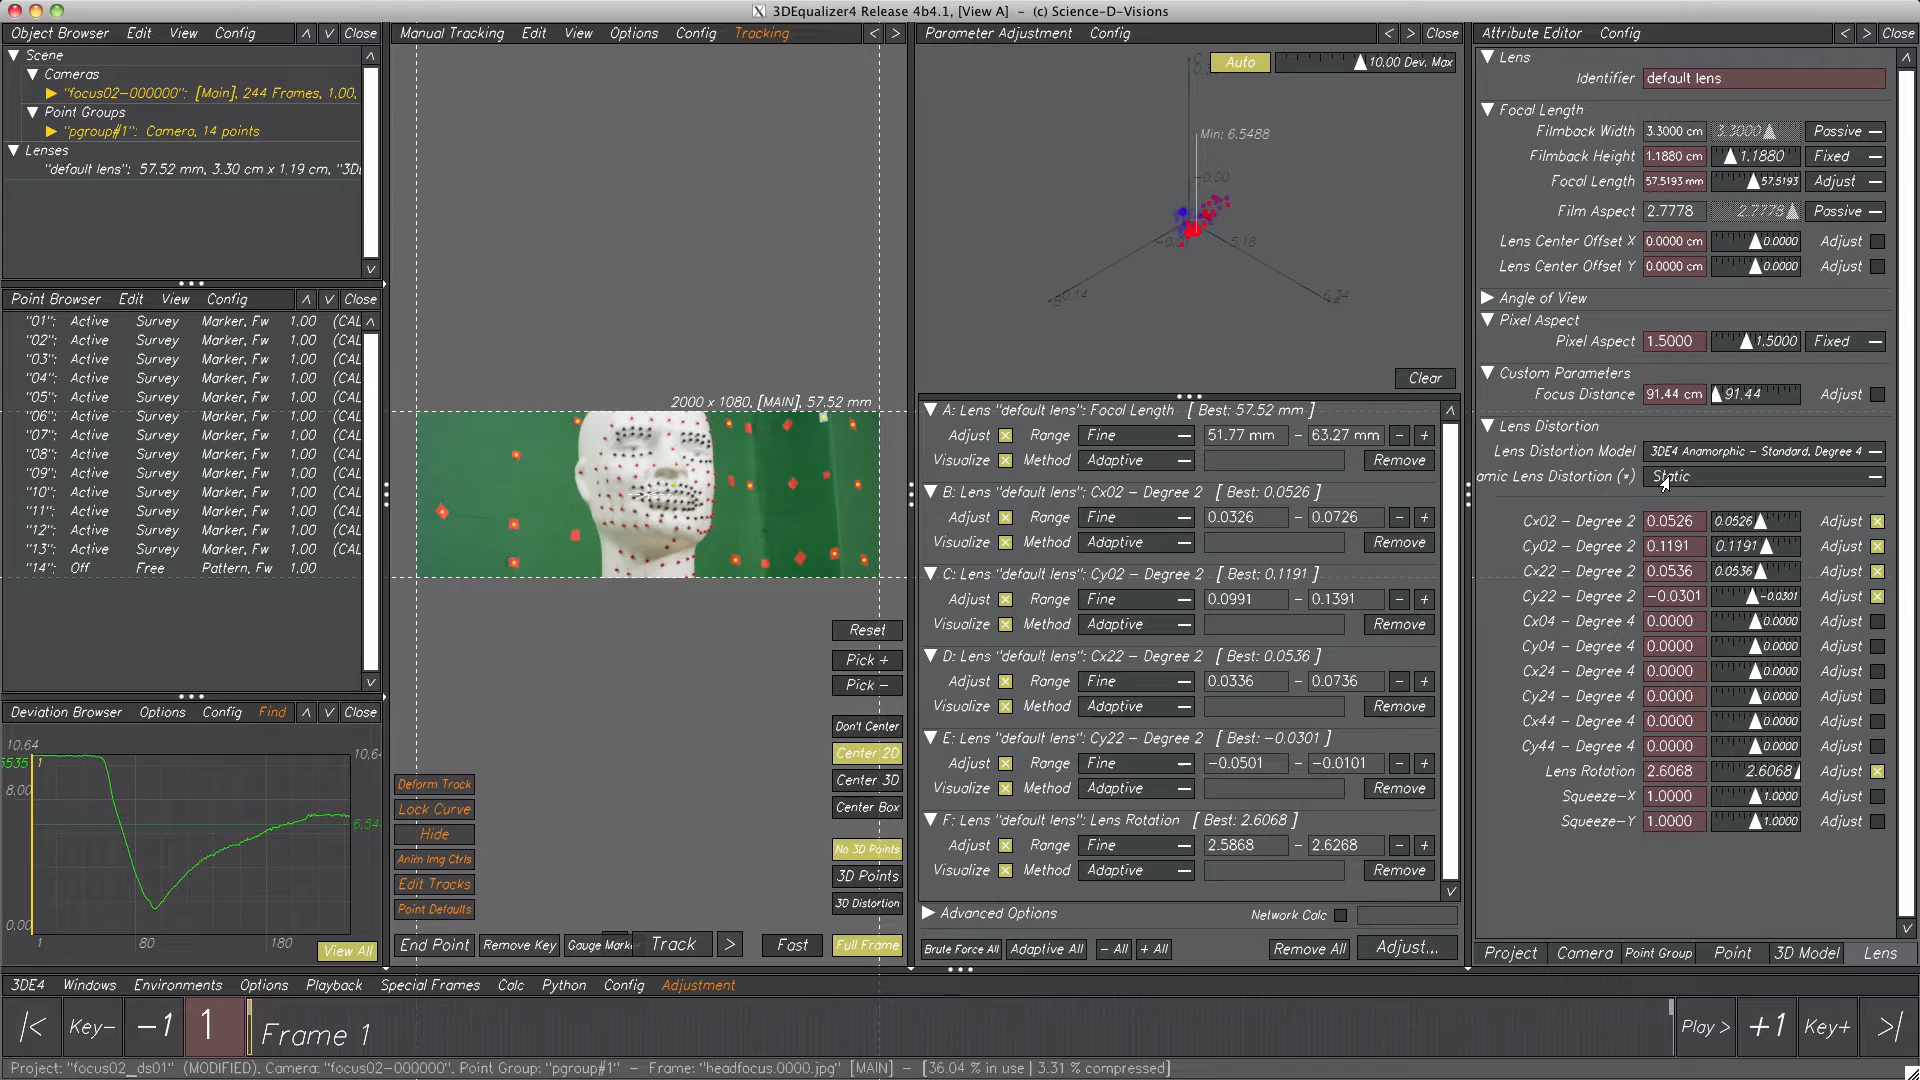 3DEqualizer4 Release 4b4.1, [View A] - (c) Science-D-Visions
Object Browser Edit View Config Close
Scene
Cameras
"focus02-000000": [Main], 244 Frames, 1.00,
Point Groups
"pgroup#1": Camera, 14 points
Lenses
"default lens": 57.52 mm, 3.30 cm x 1.19 cm, "3D
Point Browser Edit View Config Close
"01": Active Survey Marker, Fw 1.00 (CAL
"02": Active Survey Marker, Fw 1.00 (CAL
"03": Active Survey Marker, Fw 1.00 (CAL
"04": Active Survey Marker, Fw 1.00 (CAL
"05": Active Survey Marker, Fw 1.00 (CAL
"06": Active Survey Marker, Fw 1.00 (CAL
"07": Active Survey Marker, Fw 1.00 (CAL
"08": Active Survey Marker, Fw 1.00 (CAL
"09": Active Survey Marker, Fw 1.00 (CAL
"10": Active Survey Marker, Fw 1.00 (CAL
"11": Active Survey Marker, Fw 1.00 (CAL
"12": Active Survey Marker, Fw 1.00 (CAL
"13": Active Survey Marker, Fw 1.00 (CAL
"14": Off Free Pattern, Fw 1.00
Deviation Browser Options Config Find Close
10.64
8.00
0.00
1 80 180
View All
Manual Tracking Edit View Options Config Tracking < >
2000 x 1080, [MAIN], 57.52 mm
Reset
Pick +
Pick -
Don't Center
Center 2D
Center 3D
Center Box
No 3D Points
3D Points
3D Distortion
Full Frame
Deform Track
Lock Curve
Hide
Anim Img Ctrls
Edit Tracks
Point Defaults
End Point Remove Key Gauge Mark Track > Fast
Parameter Adjustment Config < > Close
Auto 10.00 Dev. Max
Min: 6.5488
0.00
5.18
Clear
A: Lens "default lens": Focal Length [ Best: 57.52 mm ]
Adjust Range Fine 51.77 mm - 63.27 mm - +
Visualize Method Adaptive Remove
B: Lens "default lens": Cx02 - Degree 2 [ Best: 0.0526 ]
Adjust Range Fine 0.0326 - 0.0726 - +
Visualize Method Adaptive Remove
C: Lens "default lens": Cy02 - Degree 2 [ Best: 0.1191 ]
Adjust Range Fine 0.0991 - 0.1391 - +
Visualize Method Adaptive Remove
D: Lens "default lens": Cx22 - Degree 2 [ Best: 0.0536 ]
Adjust Range Fine 0.0336 - 0.0736 - +
Visualize Method Adaptive Remove
E: Lens "default lens": Cy22 - Degree 2 [ Best: -0.0301 ]
Adjust Range Fine -0.0501 - -0.0101 - +
Visualize Method Adaptive Remove
F: Lens "default lens": Lens Rotation [ Best: 2.6068 ]
Adjust Range Fine 2.5868 - 2.6268 - +
Visualize Method Adaptive Remove
Advanced Options Network Calc
Brute Force All Adaptive All - All + All Remove All Adjust...
Attribute Editor Config < > Close
Lens
Identifier default lens
Focal Length
Filmback Width 3.3000 cm 3.3000 Passive
Filmback Height 1.1880 cm 1.1880 Fixed
Focal Length 57.5193 mm 57.5193 Adjust
Film Aspect 2.7778 2.7778 Passive
Lens Center Offset X 0.0000 cm 0.0000 Adjust
Lens Center Offset Y 0.0000 cm 0.0000 Adjust
Angle of View
Pixel Aspect
Pixel Aspect 1.5000 1.5000 Fixed
Custom Parameters
Focus Distance 91.44 cm 91.44 Adjust
Lens Distortion
Lens Distortion Model 3DE4 Anamorphic - Standard, Degree 4
amic Lens Distortion (*) Static
Cx02 - Degree 2 0.0526 0.0526 Adjust
Cy02 - Degree 2 0.1191 0.1191 Adjust
Cx22 - Degree 2 0.0536 0.0536 Adjust
Cy22 - Degree 2 -0.0301 -0.0301 Adjust
Cx04 - Degree 4 0.0000 0.0000 Adjust
Cy04 - Degree 4 0.0000 0.0000 Adjust
Cx24 - Degree 4 0.0000 0.0000 Adjust
Cy24 - Degree 4 0.0000 0.0000 Adjust
Cx44 - Degree 4 0.0000 0.0000 Adjust
Cy44 - Degree 4 0.0000 0.0000 Adjust
Lens Rotation 2.6068 2.6068 Adjust
Squeeze-X 1.0000 1.0000 Adjust
Squeeze-Y 1.0000 1.0000 Adjust
Project Camera Point Group Point 3D Model Lens
3DE4 Windows Environments Options Playback Special Frames Calc Python Config Adjustment
|< Key- -1 1 Frame 1 Play > +1 Key+ >|
Project: "focus02_ds01" (MODIFIED), Camera: "focus02-000000", Point Group: "pgroup#1" - Frame: "headfocus.0000.jpg" [MAIN] - [36.04 % in use | 3.31 % compressed]